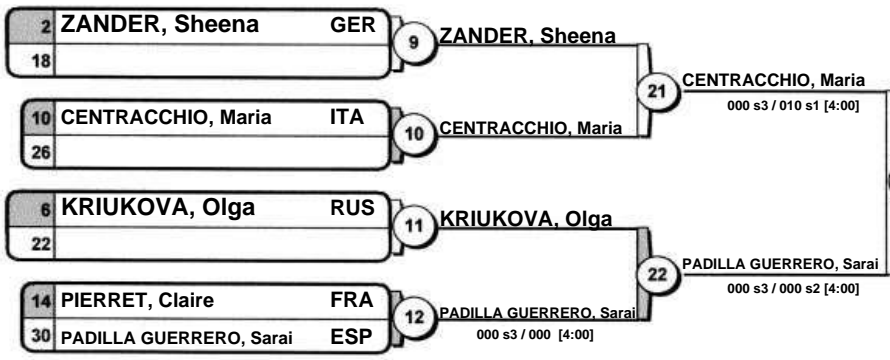 2 ZANDER, Sheena GER
18
9
ZANDER, Sheena
10 CENTRACCHIO, Maria ITA
26
10
CENTRACCHIO, Maria
21
CENTRACCHIO, Maria
000 s3 / 010 s1 [4:00]
6 KRIUKOVA, Olga RUS
22
11
KRIUKOVA, Olga
14 PIERRET, Claire FRA
30 PADILLA GUERRERO, Sarai ESP
12
PADILLA GUERRERO, Sarai
000 s3 / 000 [4:00]
22
PADILLA GUERRERO, Sarai
000 s3 / 000 s2 [4:00]